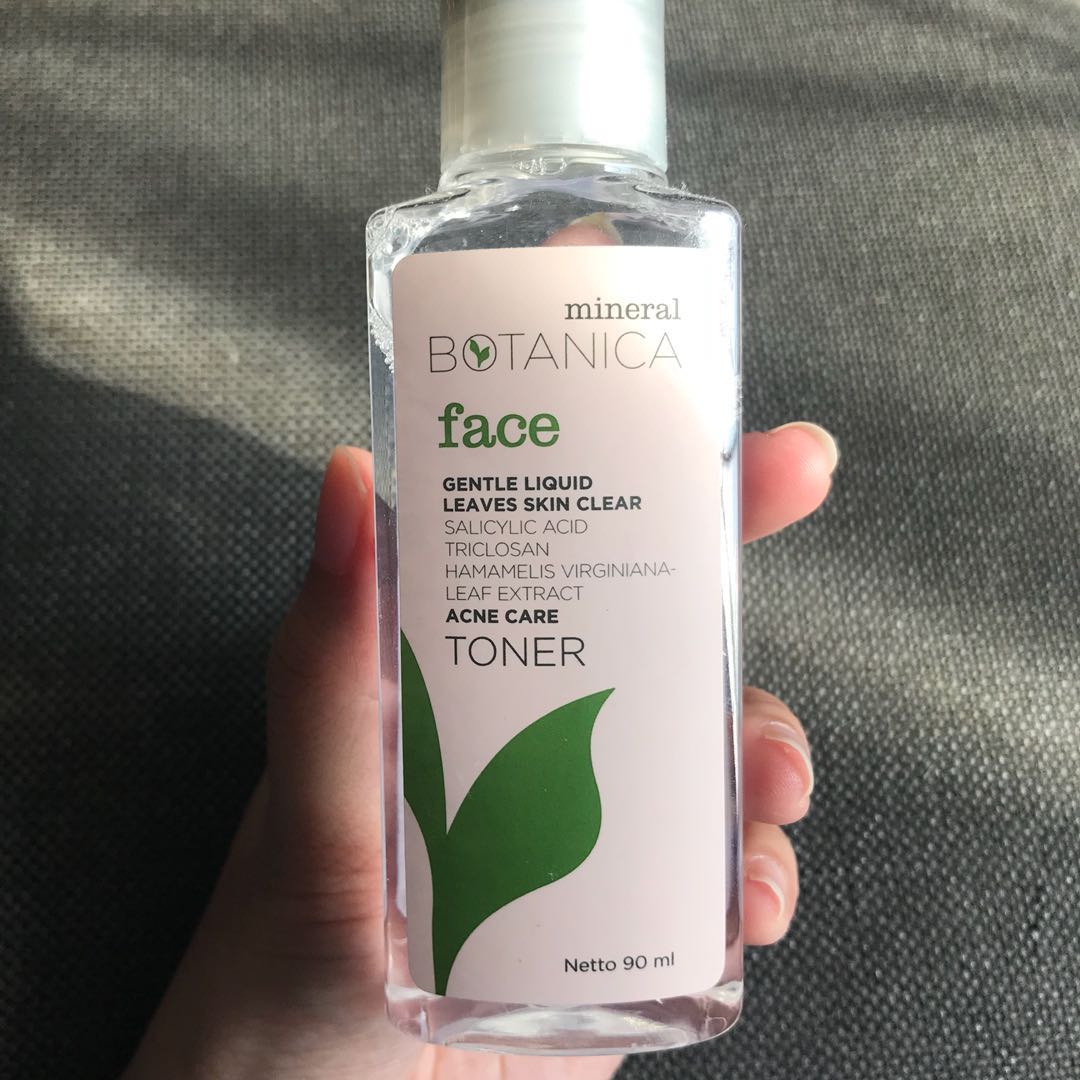 mineral
BOTANICA
face
GENTLE LIQUID
LEAVES SKIN CLEAR
SALICYLIC ACID
TRICLOSAN
HAMAMELIS VIRGINIANA-
LEAF EXTRACT
ACNE CARE
TONER
Netto 90 ml